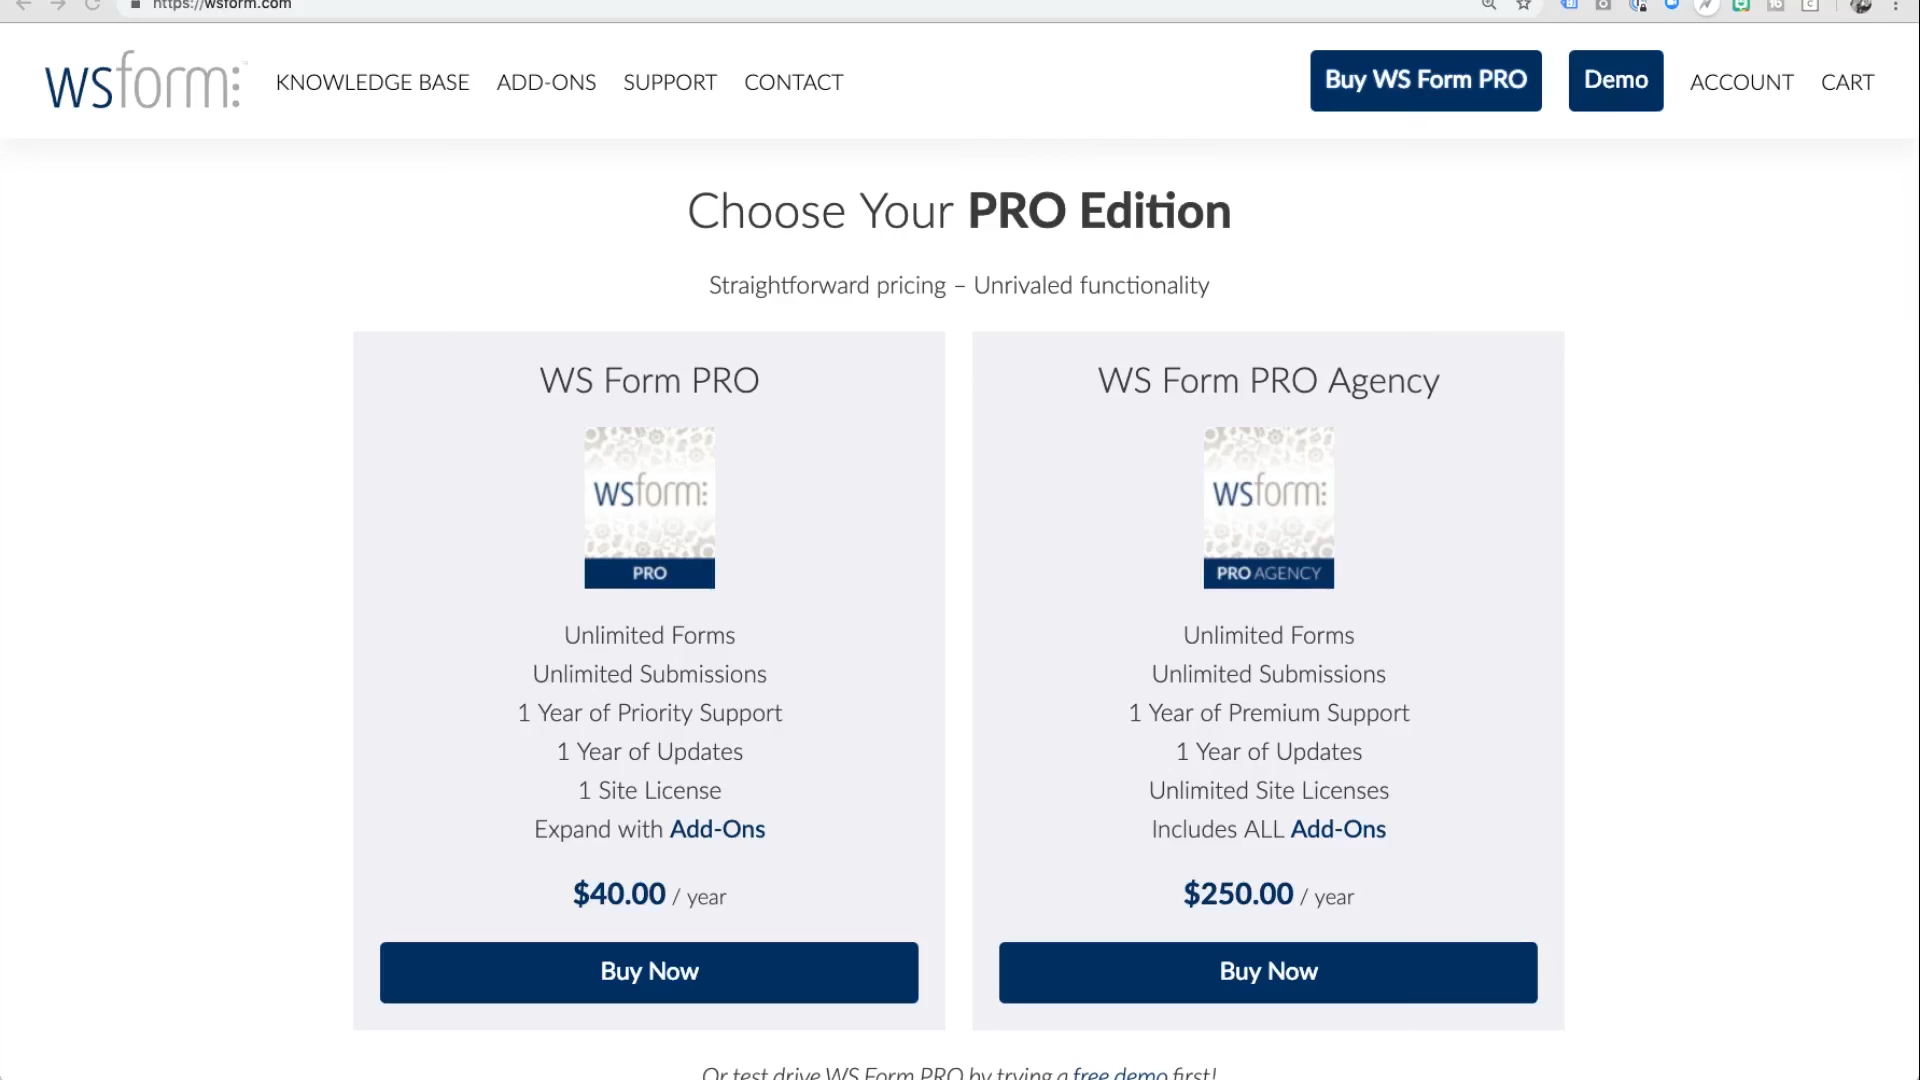 https://wsform.com
wsform:
KNOWLEDGE BASE ADD-ONS SUPPORT CONTACT Buy WS Form PRO Demo ACCOUNT CART
Choose Your PRO Edition
Straightforward pricing – Unrivaled functionality
WS Form PRO
wsform:
PRO
Unlimited Forms
Unlimited Submissions
1 Year of Priority Support
1 Year of Updates
1 Site License
Expand with Add-Ons
$40.00 / year
Buy Now
WS Form PRO Agency
wsform:
PRO AGENCY
Unlimited Forms
Unlimited Submissions
1 Year of Premium Support
1 Year of Updates
Unlimited Site Licenses
Includes ALL Add-Ons
$250.00 / year
Buy Now
Or test drive WS Form PRO by trying a free demo first!